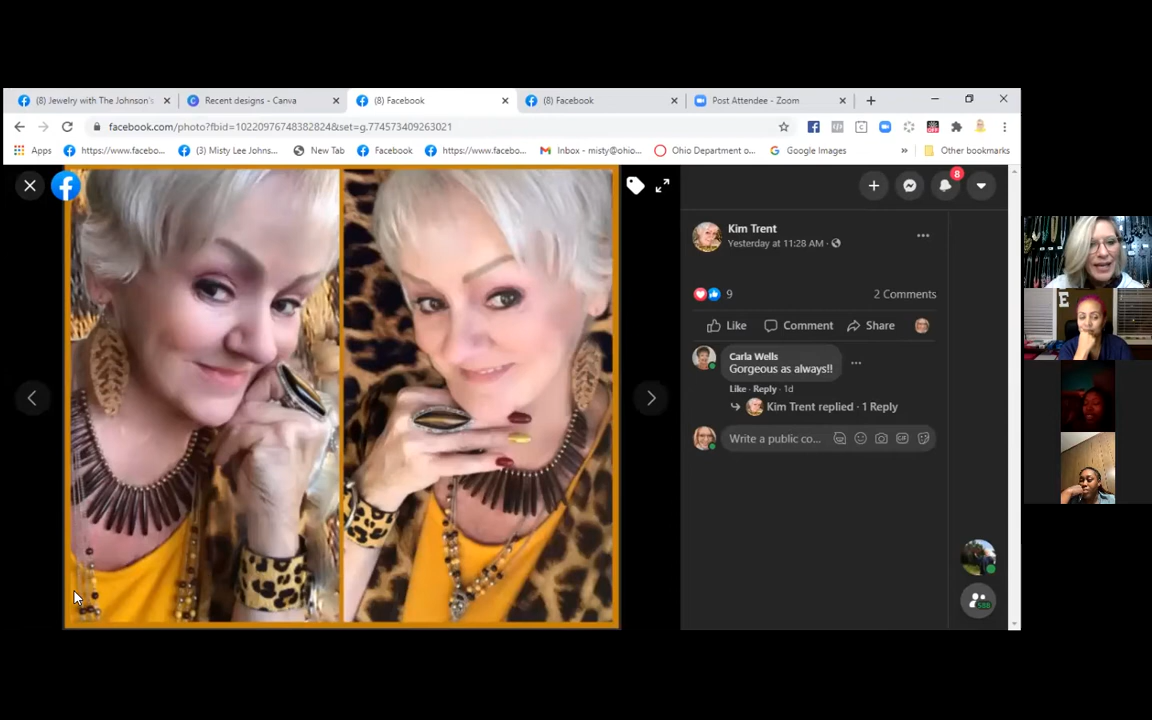 (8) Jewelry with The Johnson's
Recent designs - Canva
(8) Facebook
(8) Facebook
Post Attendee - Zoom
facebook.com/photo?fbid=10220976748382824&set=g.774573409263021
Apps
https://www.facebo...
(3) Misty Lee Johns...
New Tab
Facebook
https://www.facebo...
Inbox - misty@ohio...
Ohio Department o...
Google Images
»
Other bookmarks
8
Kim Trent
Yesterday at 11:28 AM ·
9
2 Comments
Like
Comment
Share
Carla Wells
Gorgeous as always!!
Like · Reply · 1d
Kim Trent replied · 1 Reply
Write a public co...
GIF
588
E